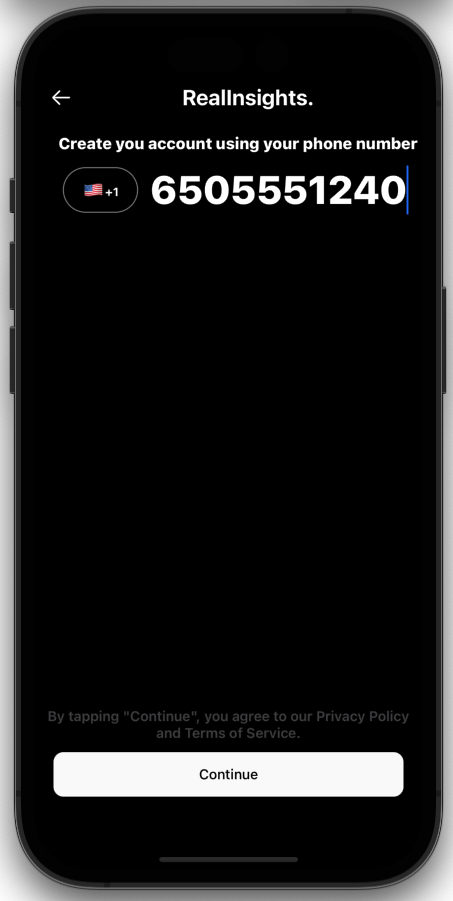 RealInsights.
Create you account using your phone number
🇺🇸+1 6505551240
By tapping "Continue", you agree to our Privacy Policy
and Terms of Service.
Continue